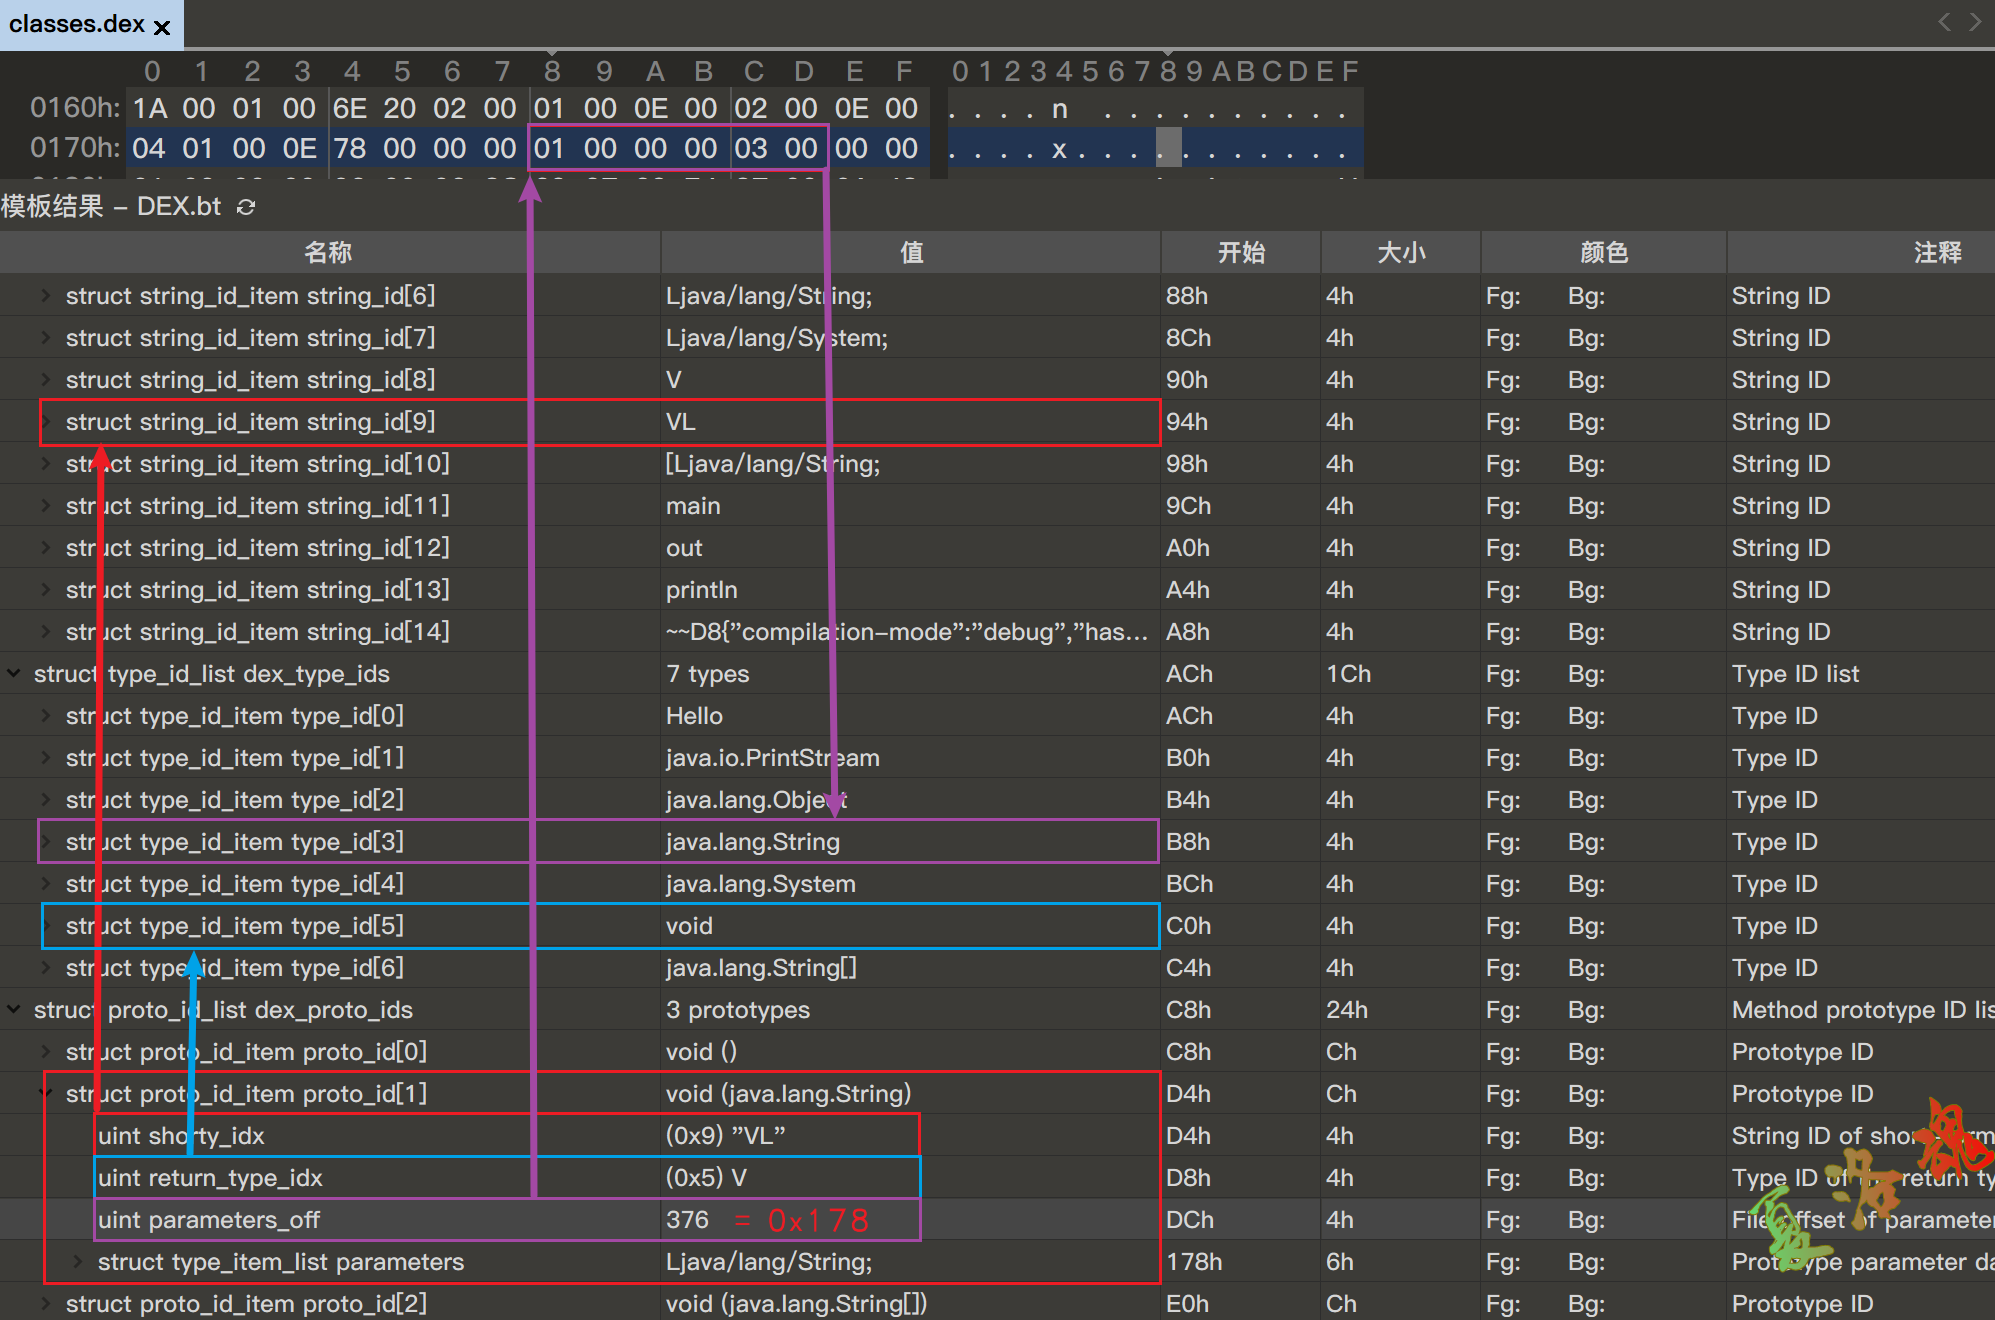 classes.dex x
0 1 2 3 4 5 6 7 8 9 A B C D E F 0 1 2 3 4 5 6 7 8 9 A B C D E F
0160h: 1A 00 01 00 6E 20 02 00 01 00 0E 00 02 00 0E 00 . . . . n . . . . . . . . . .
0170h: 04 01 00 0E 78 00 00 00 01 00 00 00 03 00 00 00 . . . . x . . . . . . . . . . .
模板结果 – DEX.bt
名称 值 开始 大小 颜色 注释
struct string_id_item string_id[6] Ljava/lang/String; 88h 4h Fg: Bg: String ID
struct string_id_item string_id[7] Ljava/lang/System; 8Ch 4h Fg: Bg: String ID
struct string_id_item string_id[8] V 90h 4h Fg: Bg: String ID
struct string_id_item string_id[9] VL 94h 4h Fg: Bg: String ID
struct string_id_item string_id[10] [Ljava/lang/String; 98h 4h Fg: Bg: String ID
struct string_id_item string_id[11] main 9Ch 4h Fg: Bg: String ID
struct string_id_item string_id[12] out A0h 4h Fg: Bg: String ID
struct string_id_item string_id[13] println A4h 4h Fg: Bg: String ID
struct string_id_item string_id[14] ~~D8{"compilation-mode":"debug","has... A8h 4h Fg: Bg: String ID
struct type_id_list dex_type_ids 7 types ACh 1Ch Fg: Bg: Type ID list
struct type_id_item type_id[0] Hello ACh 4h Fg: Bg: Type ID
struct type_id_item type_id[1] java.io.PrintStream B0h 4h Fg: Bg: Type ID
struct type_id_item type_id[2] java.lang.Object B4h 4h Fg: Bg: Type ID
struct type_id_item type_id[3] java.lang.String B8h 4h Fg: Bg: Type ID
struct type_id_item type_id[4] java.lang.System BCh 4h Fg: Bg: Type ID
struct type_id_item type_id[5] void C0h 4h Fg: Bg: Type ID
struct type_id_item type_id[6] java.lang.String[] C4h 4h Fg: Bg: Type ID
struct proto_id_list dex_proto_ids 3 prototypes C8h 24h Fg: Bg: Method prototype ID lis
struct proto_id_item proto_id[0] void () C8h Ch Fg: Bg: Prototype ID
struct proto_id_item proto_id[1] void (java.lang.String) D4h Ch Fg: Bg: Prototype ID
uint shorty_idx (0x9) "VL" D4h 4h Fg: Bg: String ID of
uint return_type_idx (0x5) V D8h 4h Fg: Bg: Type ID of return ty
uint parameters_off 376 = 0x178 DCh 4h Fg: Bg: File offset of parameter
struct type_item_list parameters Ljava/lang/String; 178h 6h Fg: Bg: Prototype parameter da
struct proto_id_item proto_id[2] void (java.lang.String[]) E0h Ch Fg: Bg: Prototype ID